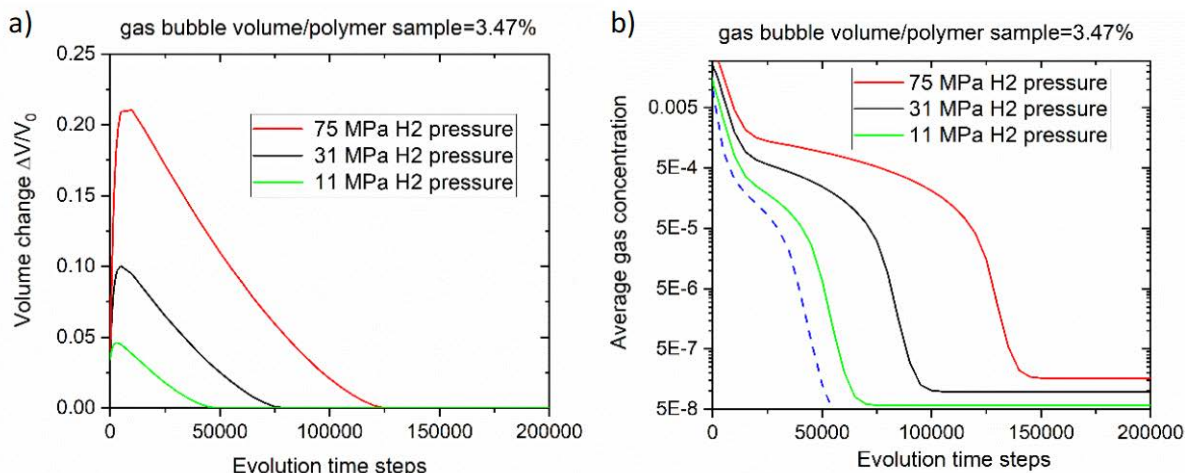 a)
gas bubble volume/polymer sample=3.47%
0.25
0.20
0.15
0.10
0.05
0.00
Volume change ΔV/V₀
75 MPa H2 pressure
31 MPa H2 pressure
11 MPa H2 pressure
0 50000 100000 150000 200000
Evolution time steps
b)
gas bubble volume/polymer sample=3.47%
0.005
5E-4
5E-5
5E-6
5E-7
5E-8
Average gas concentration
75 MPa H2 pressure
31 MPa H2 pressure
11 MPa H2 pressure
0 50000 100000 150000 200000
Evolution time steps